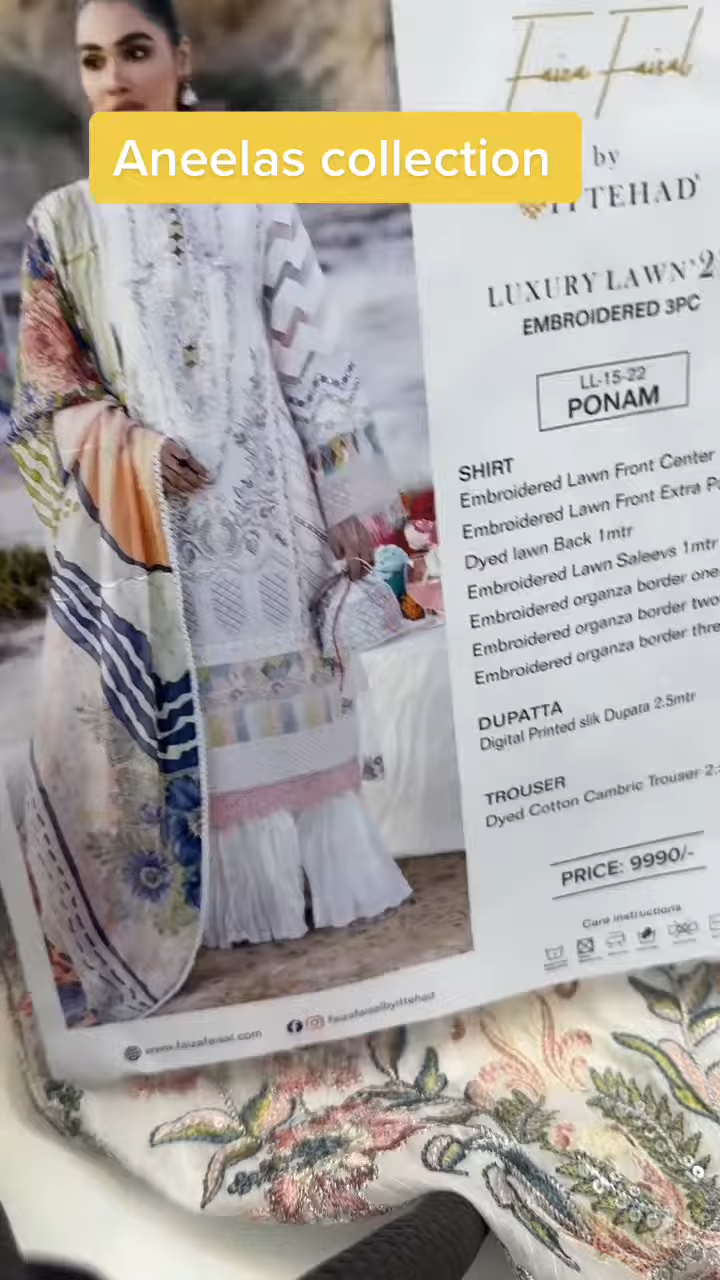 Faiza Faisal
Aneelas collection
by
ITTEHAD
LUXURY LAWN'2
EMBROIDERED 3PC
LL-15-22
PONAM
SHIRT
Embroidered Lawn Front Center
Embroidered Lawn Front Extra
Dyed lawn Back 1mtr
Embroidered Lawn Saleevs 1mtr
Embroidered organza border one
Embroidered organza border two
Embroidered organza border thre
DUPATTA
Digital Printed slik Dupata 2.5mtr
TROUSER
Dyed Cotton Cambric Trouser 2.
PRICE: 9990/-
Care instructions
www.faizafaisal.com faizafaisalbyittehad